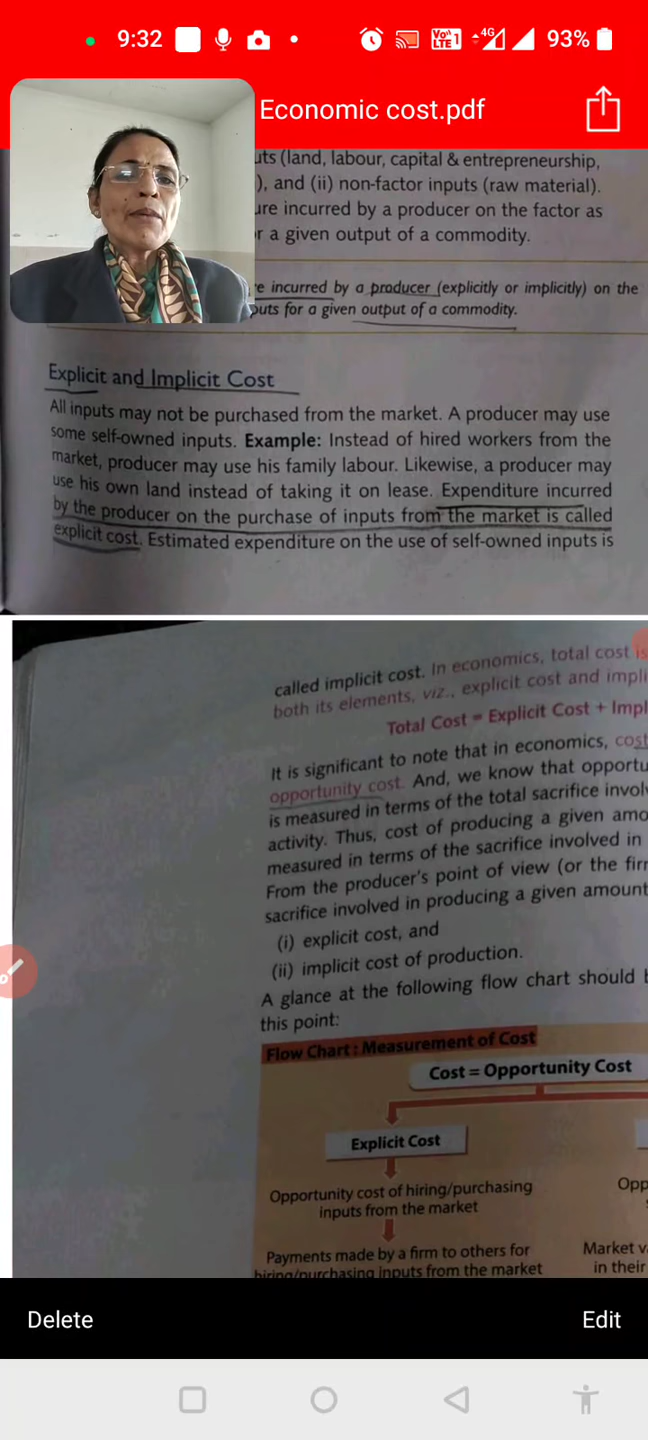 9:32
Vo))
LTE 1
4G
93%
Economic cost.pdf
uts (land, labour, capital & entrepreneurship,
), and (ii) non-factor inputs (raw material).
ure incurred by a producer on the factor as
r a given output of a commodity.
e incurred by a producer (explicitly or implicitly) on the
puts for a given output of a commodity.
Explicit and Implicit Cost
All inputs may not be purchased from the market. A producer may use
some self-owned inputs. Example: Instead of hired workers from the
market, producer may use his family labour. Likewise, a producer may
use his own land instead of taking it on lease. Expenditure incurred
by the producer on the purchase of inputs from the market is called
explicit cost. Estimated expenditure on the use of self-owned inputs is
called implicit cost. In economics, total cost is
both its elements, viz., explicit cost and impli
Total Cost = Explicit Cost + Impl
It is significant to note that in economics, cost
opportunity cost. And, we know that opportu
is measured in terms of the total sacrifice invol
activity. Thus, cost of producing a given amo
measured in terms of the sacrifice involved in
From the producer's point of view (or the firr
sacrifice involved in producing a given amount
(i) explicit cost, and
(ii) implicit cost of production.
A glance at the following flow chart should b
this point:
Flow Chart : Measurement of Cost
Cost = Opportunity Cost
Explicit Cost
Opportunity cost of hiring/purchasing Opp
inputs from the market
Payments made by a firm to others for Market v
hiring/purchasing inputs from the market in their
Delete Edit